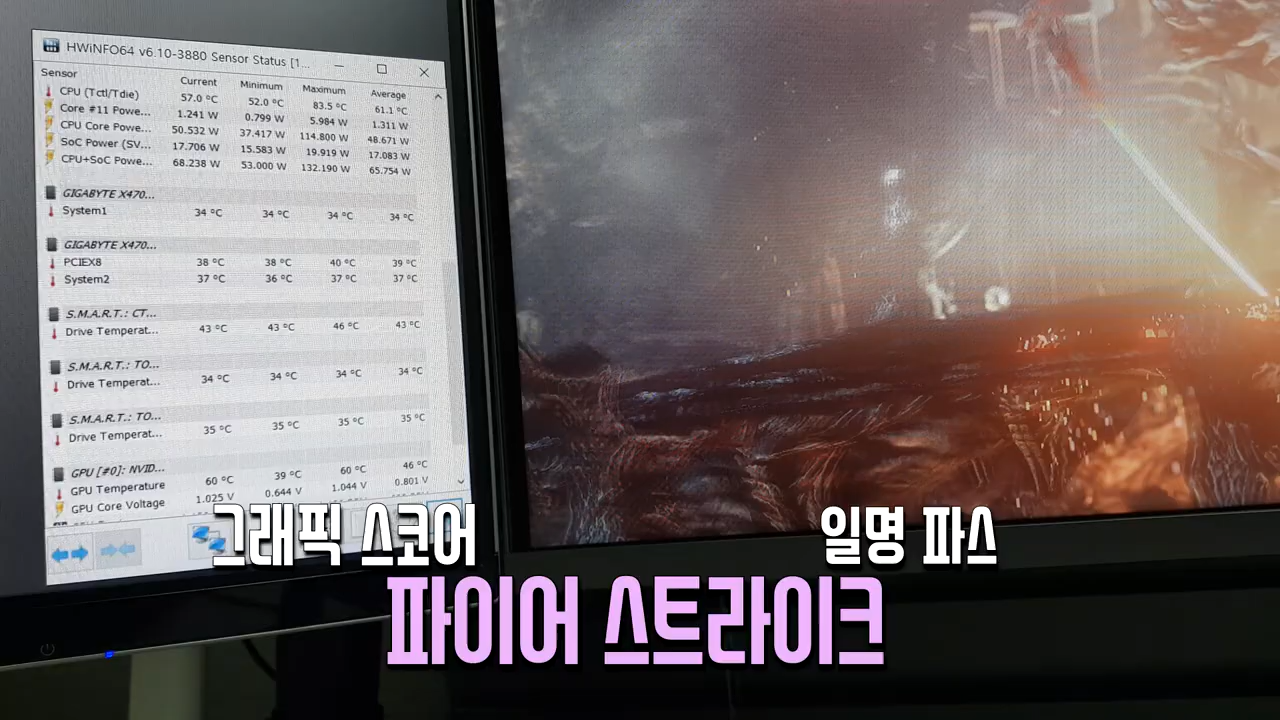 HWiNFO64 v6.10-3880 Sensor Status [1...
Sensor Current Minimum Maximum Average
CPU (Tctl/Tdie) 57.0 °C 52.0 °C 83.5 °C 61.1 °C
Core #11 Powe... 1.241 W 0.799 W 5.984 W 1.311 W
CPU Core Powe... 50.532 W 37.417 W 114.800 W 48.671 W
SoC Power (SV... 17.706 W 15.583 W 19.919 W 17.083 W
CPU+SoC Powe... 68.238 W 53.000 W 132.190 W 65.754 W
GIGABYTE X470...
System1 34 °C 34 °C 34 °C 34 °C
GIGABYTE X470...
PCIEX8 38 °C 38 °C 40 °C 39 °C
System2 37 °C 36 °C 37 °C 37 °C
S.M.A.R.T.: CT...
Drive Temperat... 43 °C 43 °C 46 °C 43 °C
S.M.A.R.T.: TO...
Drive Temperat... 34 °C 34 °C 34 °C 34 °C
S.M.A.R.T.: TO...
Drive Temperat... 35 °C 35 °C 35 °C 35 °C
GPU [#0]: NVID...
GPU Temperature 60 °C 39 °C 60 °C 46 °C
GPU Core Voltage 1.025 V 0.644 V 1.044 V 0.801 V
그래픽 스코어 일명 파스
파이어 스트라이크